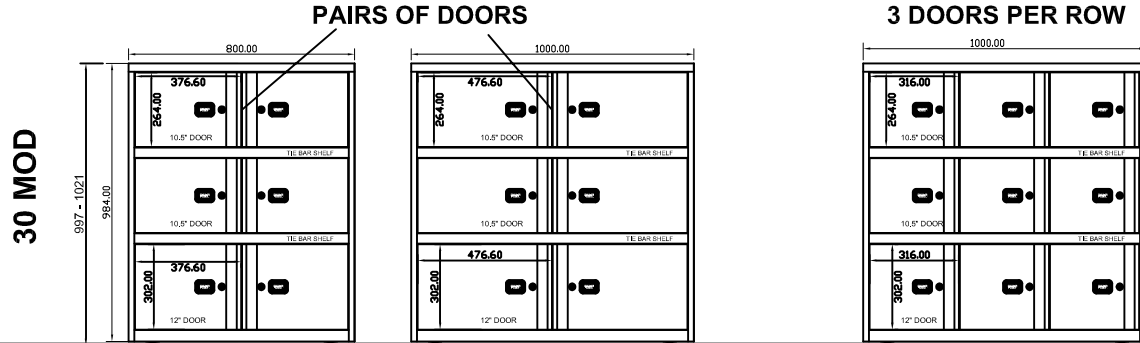 PAIRS OF DOORS
3 DOORS PER ROW
800.00
1000.00
1000.00
30 MOD
997 - 1021
984.00
376.60
264.00
10.5" DOOR
TIE BAR SHELF
10.5" DOOR
TIE BAR SHELF
376.60
302.00
12" DOOR
476.60
264.00
10.5" DOOR
TIE BAR SHELF
10.5" DOOR
TIE BAR SHELF
476.60
302.00
12" DOOR
316.00
264.00
10.5" DOOR
TIE BAR SHELF
10.5" DOOR
TIE BAR SHELF
316.00
302.00
12" DOOR